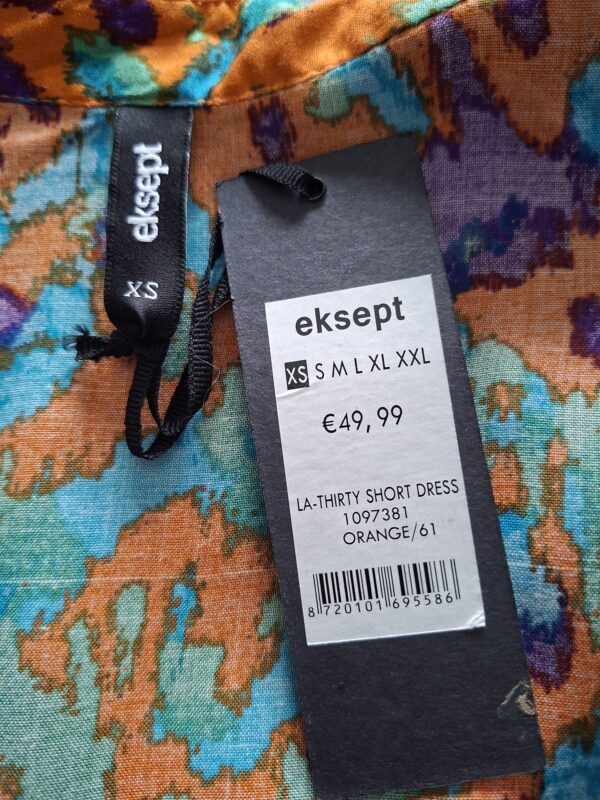 eksept
XS
eksept
XS S M L XL XXL
€49,99
LA-THIRTY SHORT DRESS
1097381
ORANGE/61
8 720101 695586